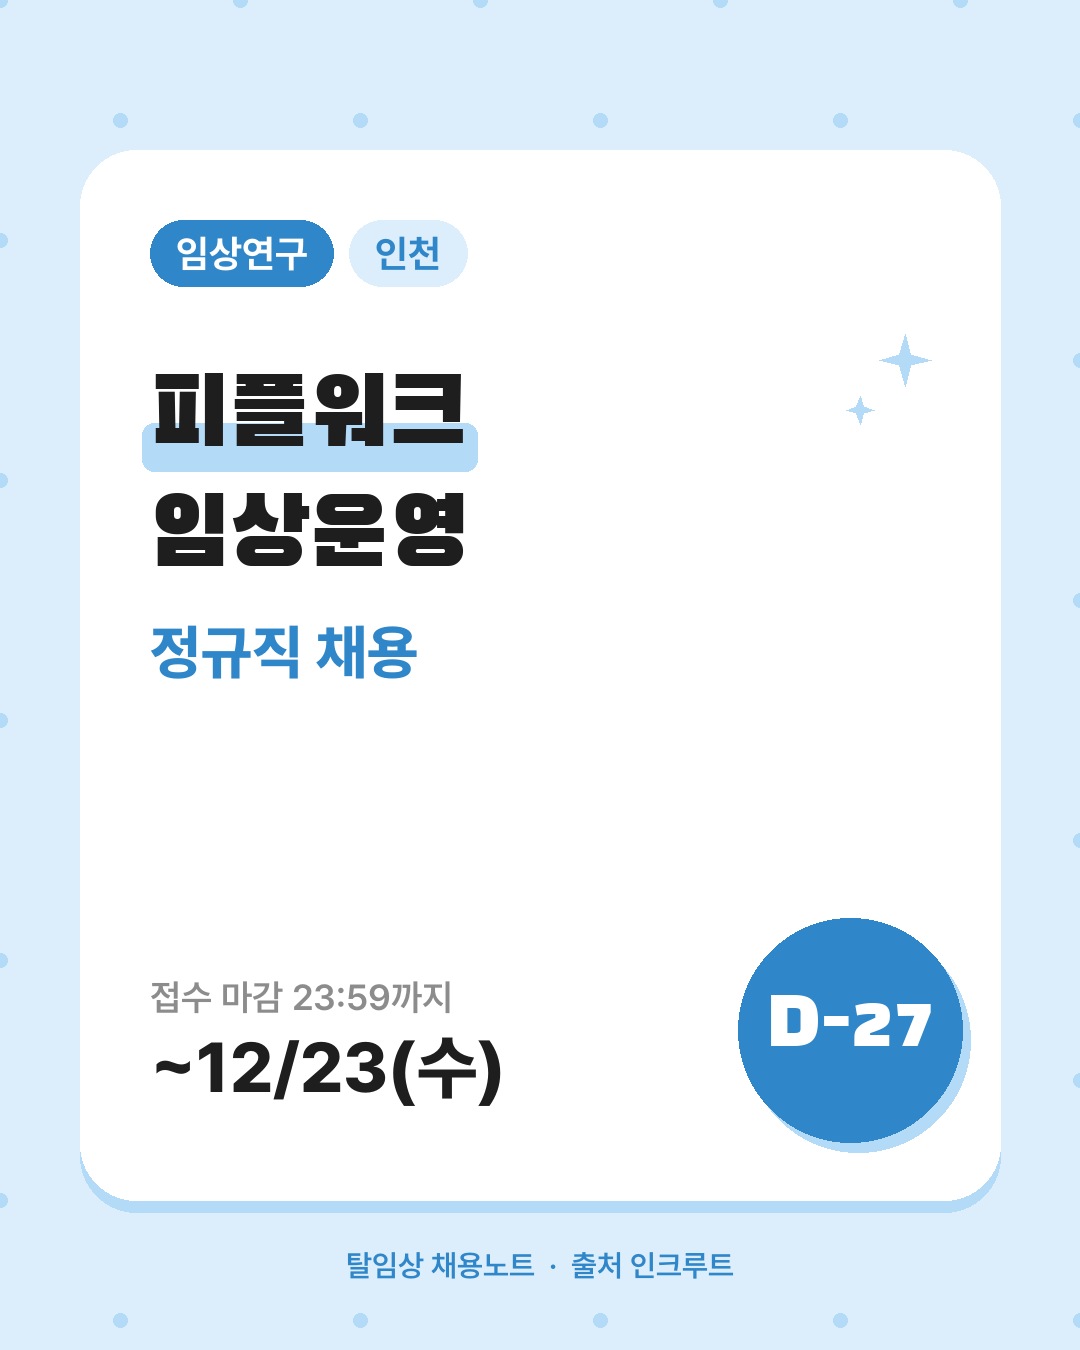 임상연구 인천
피플워크
임상운영
정규직 채용
접수 마감 23:59까지
~12/23(수)
D-27
탈임상 채용노트 · 출처 인크루트